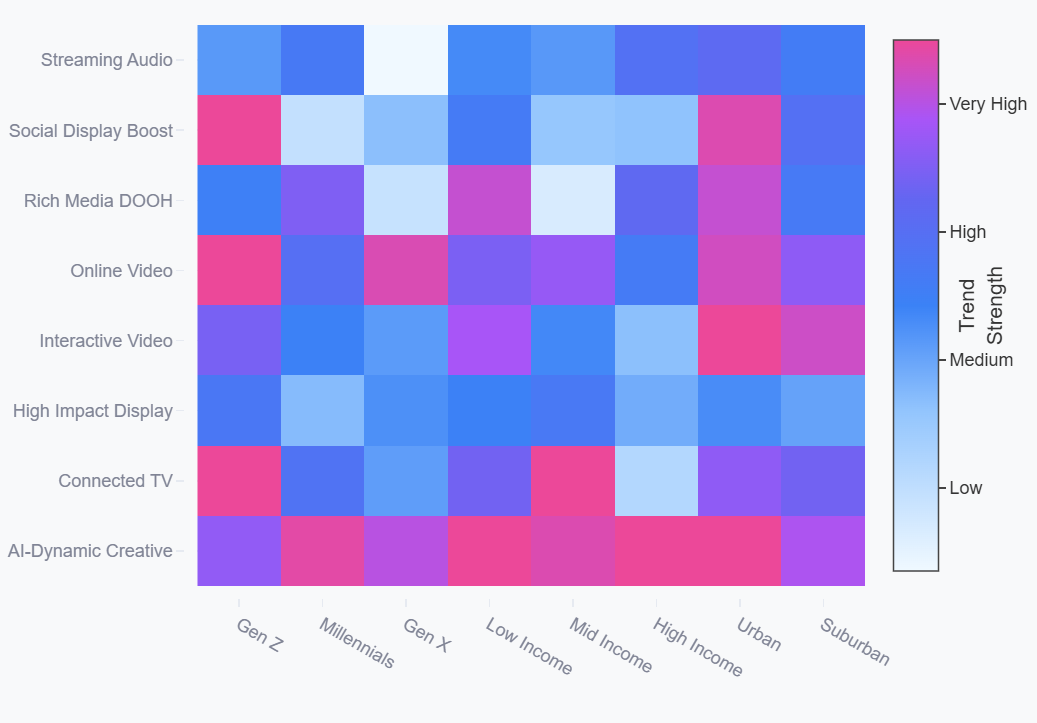 Streaming Audio
Social Display Boost
Rich Media DOOH
Online Video
Interactive Video
High Impact Display
Connected TV
AI-Dynamic Creative
Gen Z
Millennials
Gen X
Low Income
Mid Income
High Income
Urban
Suburban
Very High
High
Medium
Low
Trend
Strength